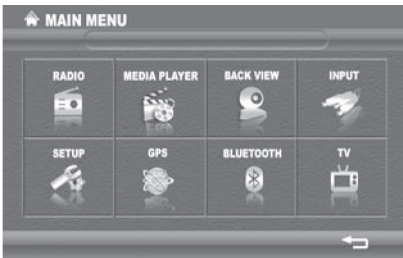 MAIN MENU
RADIO MEDIA PLAYER BACK VIEW INPUT
SETUP GPS BLUETOOTH TV